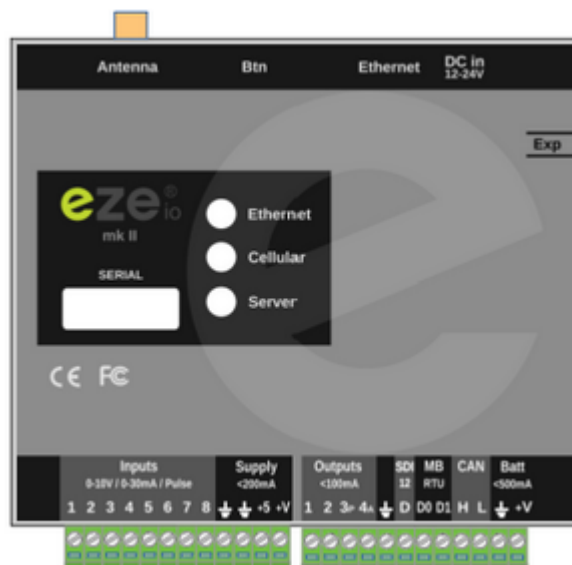 Antenna Btn Ethernet DC in
12-24V
Exp
eze®
io
mk II
SERIAL
Ethernet
Cellular
Server
CE FC
Inputs Supply Outputs SDI MB CAN Batt
0-10V / 0-30mA / Pulse <200mA <100mA 12 RTU <500mA
1 2 3 4 5 6 7 8 +5 +V 1 2 3P 4A D D0 D1 H L +V